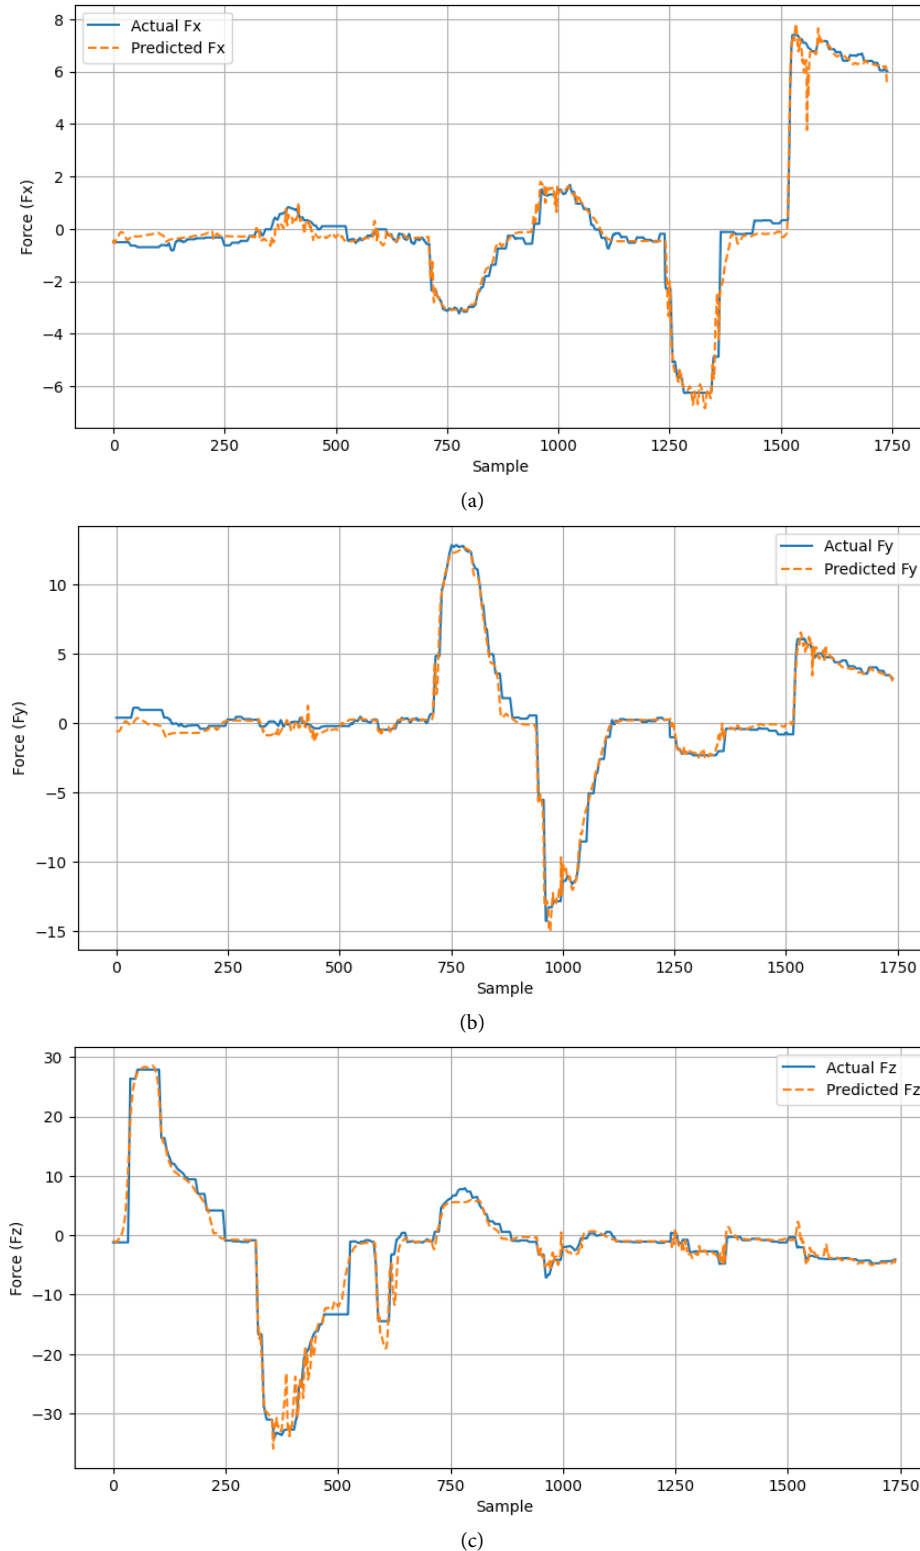 Actual Fx
Predicted Fx
8
6
4
2
0
−2
−4
−6
Force (Fx)
0 250 500 750 1000 1250 1500 1750
Sample
(a)
Actual Fy
Predicted Fy
10
5
0
−5
−10
−15
Force (Fy)
0 250 500 750 1000 1250 1500 1750
Sample
(b)
Actual Fz
Predicted Fz
30
20
10
0
−10
−20
−30
Force (Fz)
0 250 500 750 1000 1250 1500 1750
Sample
(c)